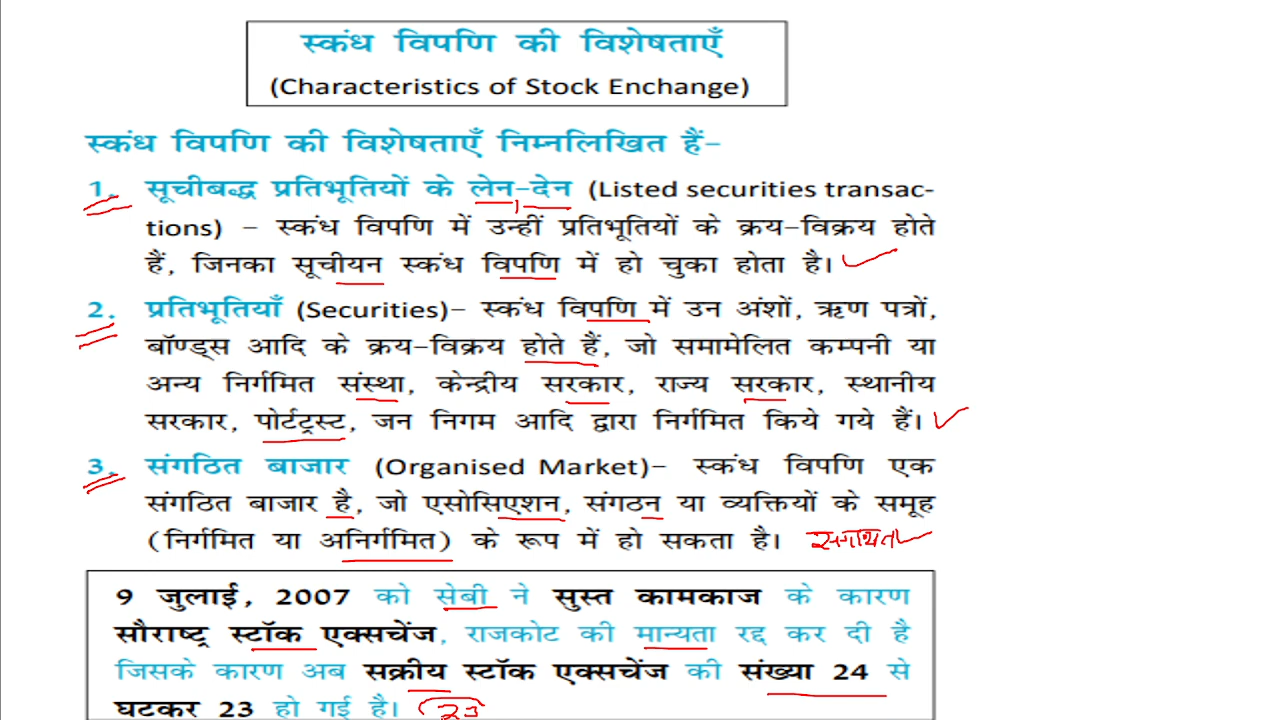 स्कंध विपणि की विशेषताएँ
(Characteristics of Stock Enchange)
स्कंध विपणि की विशेषताएँ निम्नलिखित हैं–
1. सूचीबद्ध प्रतिभूतियों के लेन-देन (Listed securities transac-
tions) – स्कंध विपणि में उन्हीं प्रतिभूतियों के क्रय-विक्रय होते
हैं, जिनका सूचीयन स्कंध विपणि में हो चुका होता है।
2. प्रतिभूतियाँ (Securities)– स्कंध विपणि में उन अंशों, ऋण पत्रों,
बॉण्ड्स आदि के क्रय-विक्रय होते हैं, जो समामेलित कम्पनी या
अन्य निर्गमित संस्था, केन्द्रीय सरकार, राज्य सरकार, स्थानीय
सरकार, पोर्टट्रस्ट, जन निगम आदि द्वारा निर्गमित किये गये हैं।
3. संगठित बाजार (Organised Market)– स्कंध विपणि एक
संगठित बाजार है, जो एसोसिएशन, संगठन या व्यक्तियों के समूह
(निर्गमित या अनिर्गमित) के रूप में हो सकता है।
9 जुलाई, 2007 को सेबी ने सुस्त कामकाज के कारण
सौराष्ट्र स्टॉक एक्सचेंज, राजकोट की मान्यता रद्द कर दी है
जिसके कारण अब सक्रीय स्टॉक एक्सचेंज की संख्या 24 से
घटकर 23 हो गई है। 23